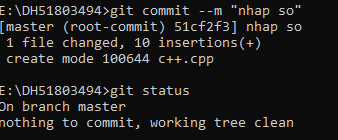 E:\DH51803494>git commit --m "nhap so"
[master (root-commit) 51cf2f3] nhap so
1 file changed, 10 insertions(+)
create mode 100644 c++.cpp
E:\DH51803494>git status
On branch master
nothing to commit, working tree clean